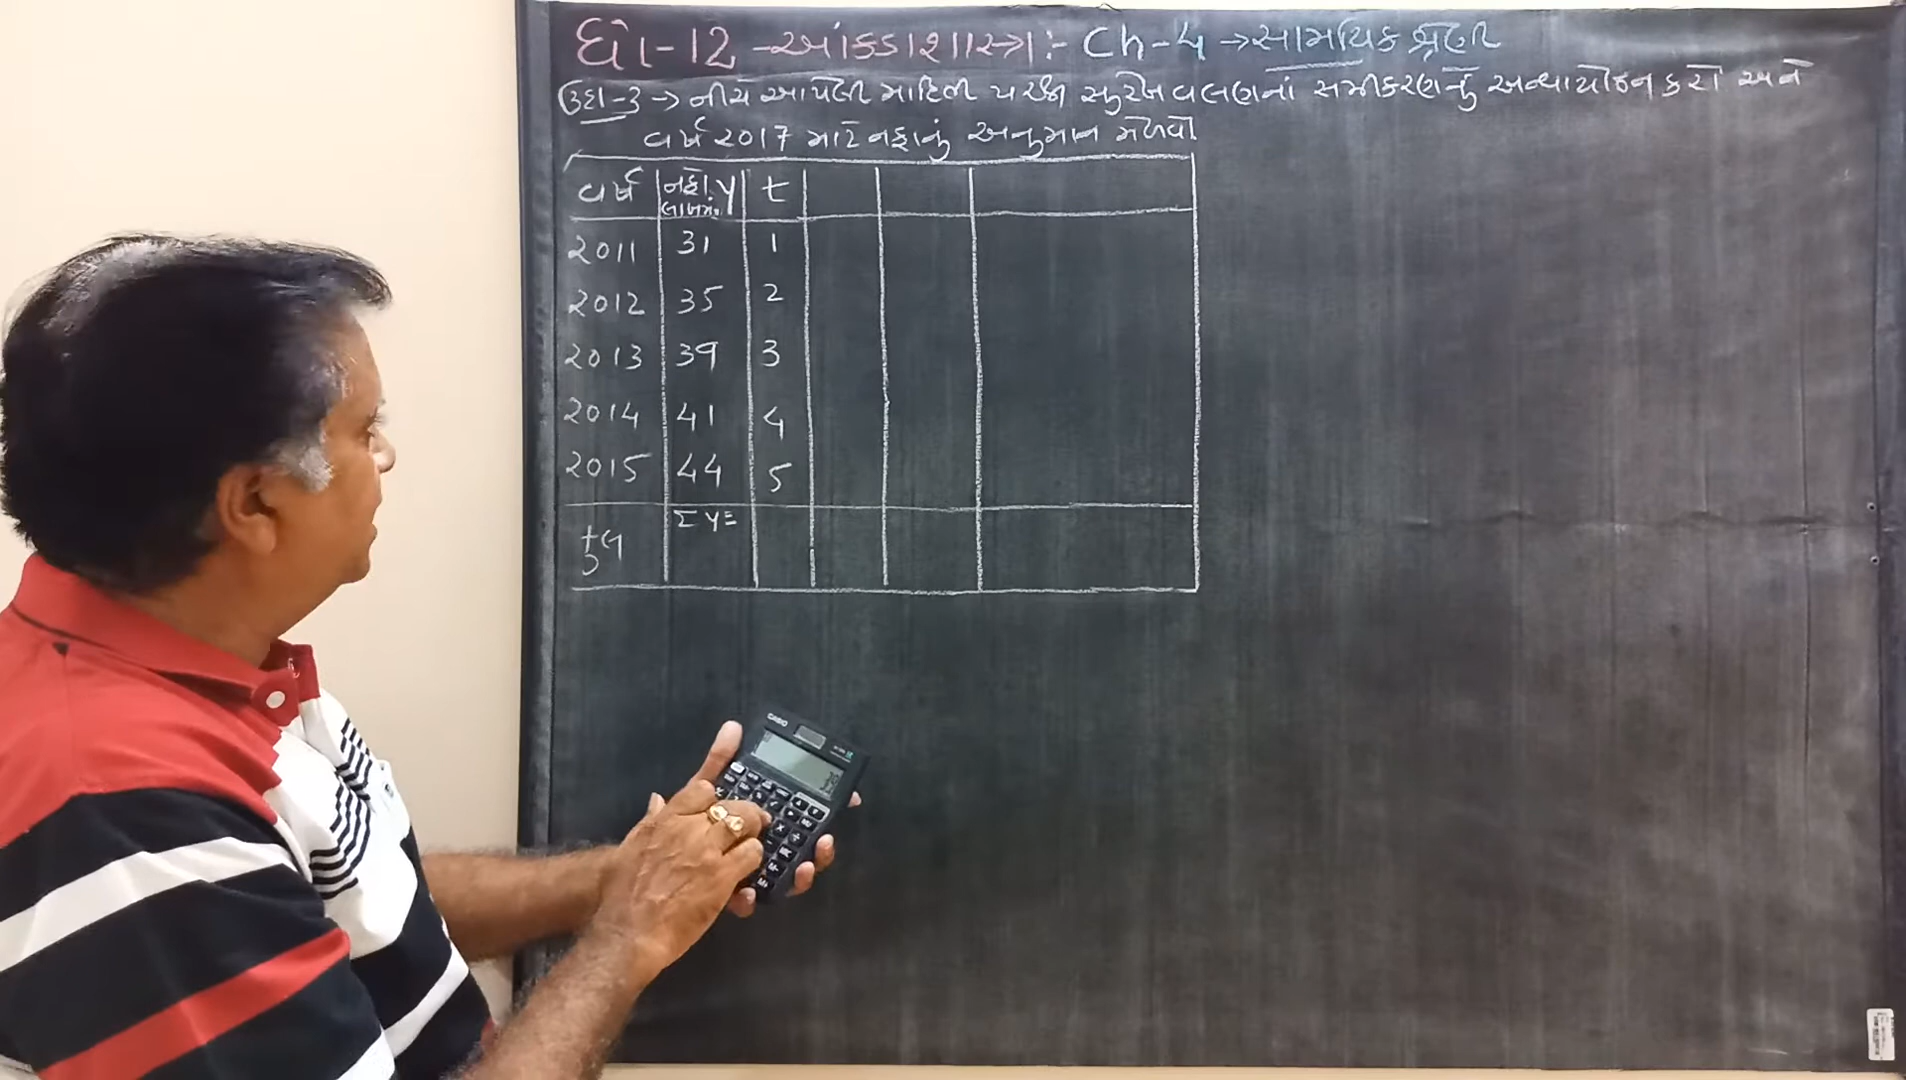 ધો-12 - આંકડાશાસ્ત્ર :- Ch-4 → સામયિક શ્રેણી
ઉદા-3 → નીચે આપેલી માહિતી પરથી સુરેખ વલણનાં સમીકરણનું અન્વાયોજન કરો અને
વર્ષ 2017 માટે નફાનું અનુમાન મેળવો
વર્ષ નફો y t
લાખ રૂ.
2011 31 1
2012 35 2
2013 39 3
2014 41 4
2015 44 5
કુલ Σy=
CASIO